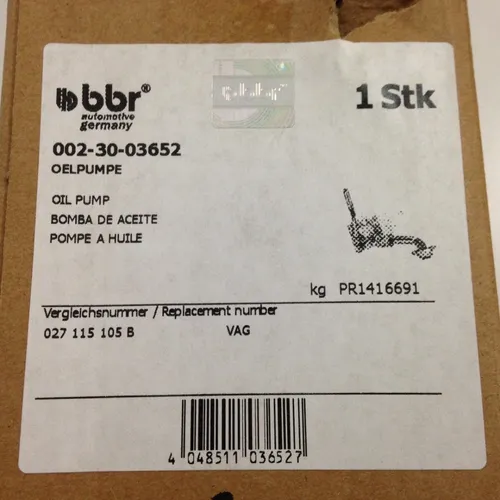 bbr®
automotive
germany
bbr
1 Stk
002-30-03652
OELPUMPE
OIL PUMP
BOMBA DE ACEITE
POMPE A HUILE
kg PR1416691
Vergleichsnummer / Replacement number
027 115 105 B VAG
4 048511 036527